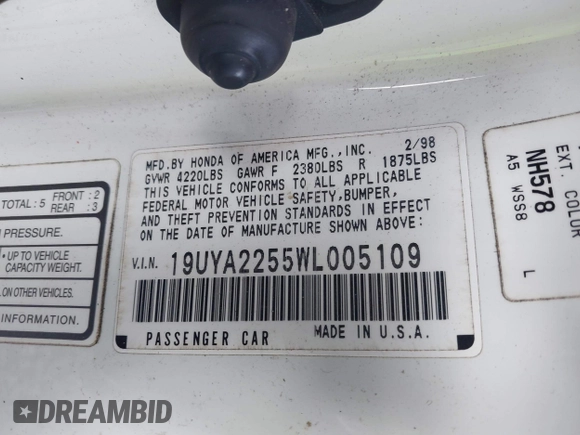 MFD.BY HONDA OF AMERICA MFG.,INC. 2/98
GVWR 4220LBS GAWR F 2380LBS R 1875LBS
THIS VEHICLE CONFORMS TO ALL APPLICABLE
FEDERAL MOTOR VEHICLE SAFETY,BUMPER,
AND THEFT PREVENTION STANDARDS IN EFFECT
ON THE DATE OF MANUFACTURE SHOWN ABOVE:
V.I.N. 19UYA2255WL005109
PASSENGER CAR MADE IN U.S.A.
TOTAL : 5 FRONT : 2
REAR : 3
PRESSURE.
* UP TO VEHICLE
CAPACITY WEIGHT.
ON OTHER VEHICLES.
INFORMATION.
EXT COLOR
NH578
A5 WSS8 L
DREAMBID